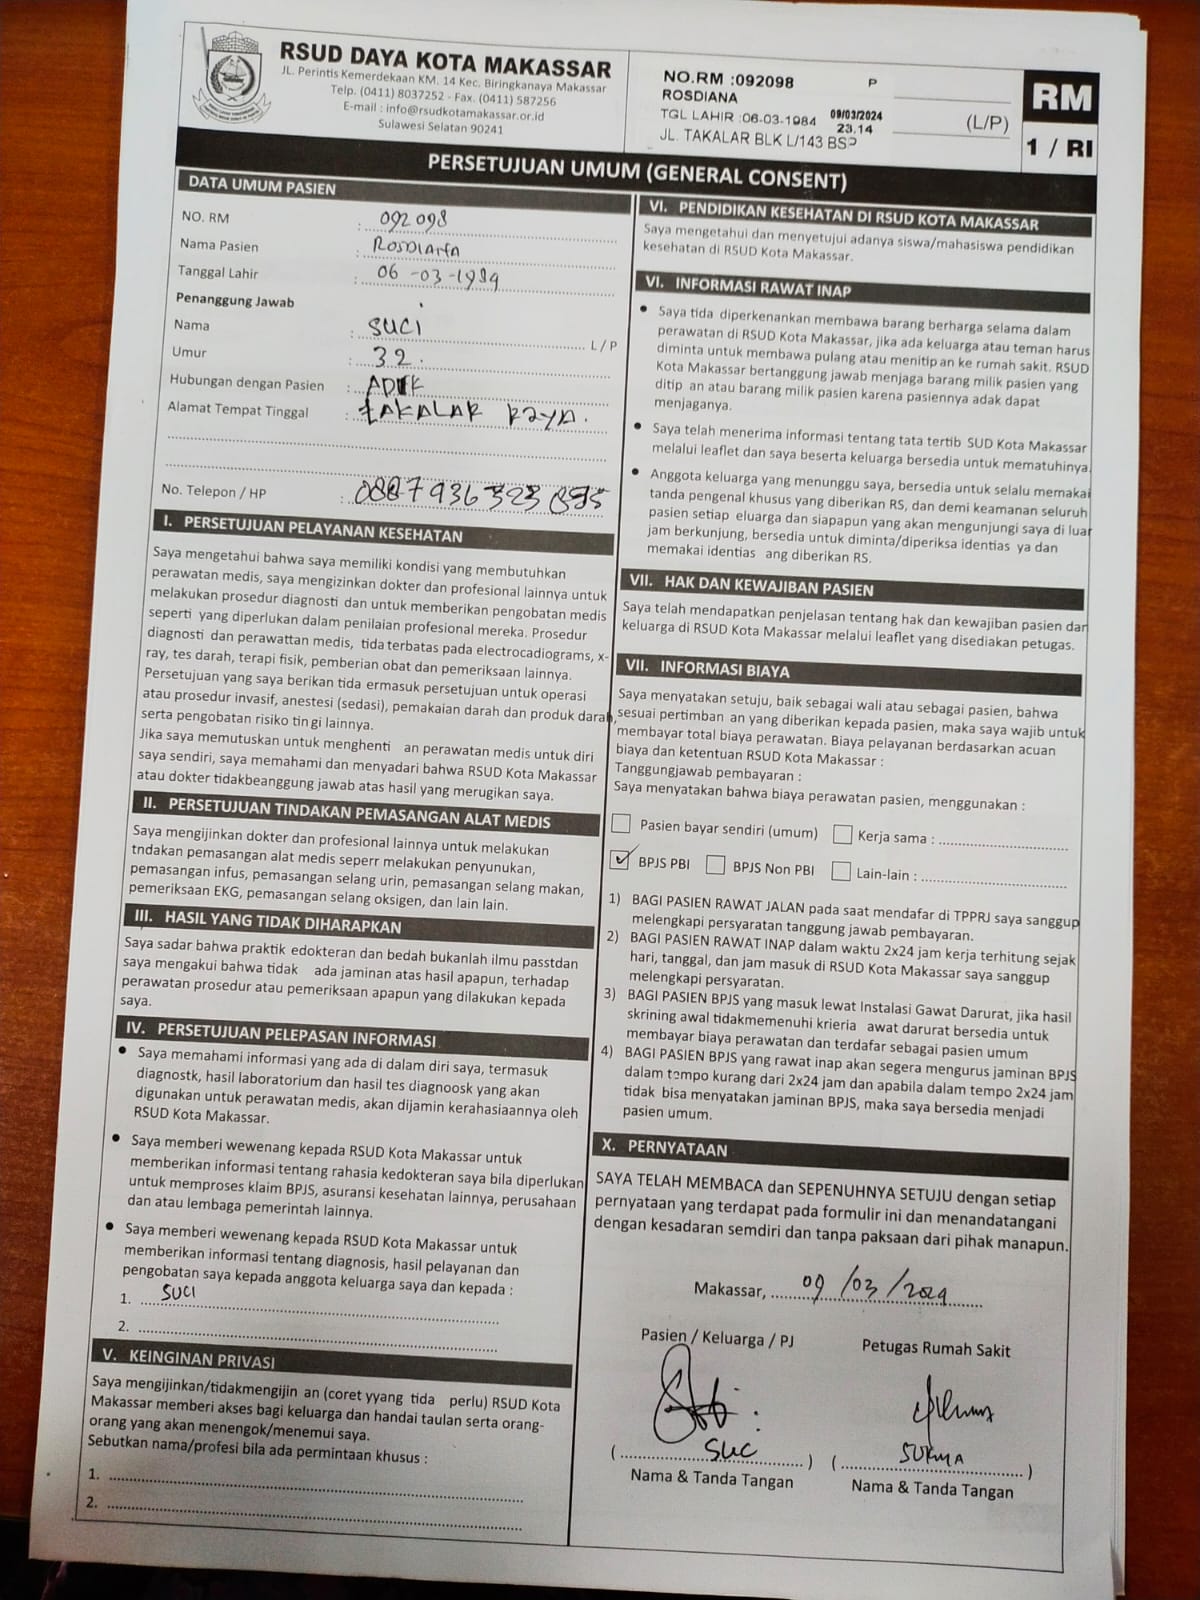 RSUD DAYA KOTA MAKASSAR
JL. Perintis Kemerdekaan KM. 14 Kec. Biringkanaya Makassar
Telp. (0411) 8037252 - Fax. (0411) 587256
E-mail : info@rsudkotamakassar.or.id
Sulawesi Selatan 90241
NO.RM :092098 P
ROSDIANA
TGL LAHIR :06-03-1984 09/03/2024
23.14
JL. TAKALAR BLK L/143 BSP
(L/P)
RM
1 / RI
PERSETUJUAN UMUM (GENERAL CONSENT)
DATA UMUM PASIEN
NO. RM : 092 098
Nama Pasien : ROSDIANA
Tanggal Lahir : 06 -03 -1984
Penanggung Jawab
Nama : SUCI L / P
Umur : 32.
Hubungan dengan Pasien : ADIK
Alamat Tempat Tinggal : TAKALAR RAYA.
No. Telepon / HP :
I. PERSETUJUAN PELAYANAN KESEHATAN
Saya mengetahui bahwa saya memiliki kondisi yang membutuhkan
perawatan medis, saya mengizinkan dokter dan profesional lainnya untuk
melakukan prosedur diagnosti dan untuk memberikan pengobatan medis
seperti yang diperlukan dalam penilaian profesional mereka. Prosedur
diagnosti dan perawattan medis, tida terbatas pada electrocadiograms, x-
ray, tes darah, terapi fisik, pemberian obat dan pemeriksaan lainnya.
Persetujuan yang saya berikan tida ermasuk persetujuan untuk operasi
atau prosedur invasif, anestesi (sedasi), pemakaian darah dan produk darah,
serta pengobatan risiko tingi lainnya.
Jika saya memutuskan untuk menghenti an perawatan medis untuk diri
saya sendiri, saya memahami dan menyadari bahwa RSUD Kota Makassar
atau dokter tidakbeanggung jawab atas hasil yang merugikan saya.
II. PERSETUJUAN TINDAKAN PEMASANGAN ALAT MEDIS
Saya mengijinkan dokter dan profesional lainnya untuk melakukan
tndakan pemasangan alat medis seperr melakukan penyunukan,
pemasangan infus, pemasangan selang urin, pemasangan selang makan,
pemeriksaan EKG, pemasangan selang oksigen, dan lain lain.
III. HASIL YANG TIDAK DIHARAPKAN
Saya sadar bahwa praktik edokteran dan bedah bukanlah ilmu passtdan
saya mengakui bahwa tidak ada jaminan atas hasil apapun, terhadap
perawatan prosedur atau pemeriksaan apapun yang dilakukan kepada
saya.
IV. PERSETUJUAN PELEPASAN INFORMASI
• Saya memahami informasi yang ada di dalam diri saya, termasuk
diagnostk, hasil laboratorium dan hasil tes diagnoosk yang akan
digunakan untuk perawatan medis, akan dijamin kerahasiaannya oleh
RSUD Kota Makassar.
• Saya memberi wewenang kepada RSUD Kota Makassar untuk
memberikan informasi tentang rahasia kedokteran saya bila diperlukan
untuk memproses klaim BPJS, asuransi kesehatan lainnya, perusahaan
dan atau lembaga pemerintah lainnya.
• Saya memberi wewenang kepada RSUD Kota Makassar untuk
memberikan informasi tentang diagnosis, hasil pelayanan dan
pengobatan saya kepada anggota keluarga saya dan kepada :
1. SUCI
2.
V. KEINGINAN PRIVASI
Saya mengijinkan/tidakmengijin an (coret yyang tida perlu) RSUD Kota
Makassar memberi akses bagi keluarga dan handai taulan serta orang-
orang yang akan menengok/menemui saya.
Sebutkan nama/profesi bila ada permintaan khusus :
1.
2.
VI. PENDIDIKAN KESEHATAN DI RSUD KOTA MAKASSAR
Saya mengetahui dan menyetujui adanya siswa/mahasiswa pendidikan
kesehatan di RSUD Kota Makassar.
VI. INFORMASI RAWAT INAP
• Saya tida diperkenankan membawa barang berharga selama dalam
perawatan di RSUD Kota Makassar, jika ada keluarga atau teman harus
diminta untuk membawa pulang atau menitip an ke rumah sakit. RSUD
Kota Makassar bertanggung jawab menjaga barang milik pasien yang
ditip an atau barang milik pasien karena pasiennya adak dapat
menjaganya.
• Saya telah menerima informasi tentang tata tertib SUD Kota Makassar
melalui leaflet dan saya beserta keluarga bersedia untuk mematuhinya.
• Anggota keluarga yang menunggu saya, bersedia untuk selalu memakai
tanda pengenal khusus yang diberikan RS, dan demi keamanan seluruh
pasien setiap eluarga dan siapapun yang akan mengunjungi saya di luar
jam berkunjung, bersedia untuk diminta/diperiksa identias ya dan
memakai identias ang diberikan RS.
VII. HAK DAN KEWAJIBAN PASIEN
Saya telah mendapatkan penjelasan tentang hak dan kewajiban pasien dan
keluarga di RSUD Kota Makassar melalui leaflet yang disediakan petugas.
VII. INFORMASI BIAYA
Saya menyatakan setuju, baik sebagai wali atau sebagai pasien, bahwa
sesuai pertimban an yang diberikan kepada pasien, maka saya wajib untuk
membayar total biaya perawatan. Biaya pelayanan berdasarkan acuan
biaya dan ketentuan RSUD Kota Makassar :
Tanggungjawab pembayaran :
Saya menyatakan bahwa biaya perawatan pasien, menggunakan :
Pasien bayar sendiri (umum) Kerja sama :
BPJS PBI BPJS Non PBI Lain-lain :
1) BAGI PASIEN RAWAT JALAN pada saat mendafar di TPPRJ saya sanggup
melengkapi persyaratan tanggung jawab pembayaran.
2) BAGI PASIEN RAWAT INAP dalam waktu 2x24 jam kerja terhitung sejak
hari, tanggal, dan jam masuk di RSUD Kota Makassar saya sanggup
melengkapi persyaratan.
3) BAGI PASIEN BPJS yang masuk lewat Instalasi Gawat Darurat, jika hasil
skrining awal tidakmemenuhi krieria awat darurat bersedia untuk
membayar biaya perawatan dan terdafar sebagai pasien umum
4) BAGI PASIEN BPJS yang rawat inap akan segera mengurus jaminan BPJS
dalam tempo kurang dari 2x24 jam dan apabila dalam tempo 2x24 jam
tidak bisa menyatakan jaminan BPJS, maka saya bersedia menjadi
pasien umum.
X. PERNYATAAN
SAYA TELAH MEMBACA dan SEPENUHNYA SETUJU dengan setiap
pernyataan yang terdapat pada formulir ini dan menandatangani
dengan kesadaran semdiri dan tanpa paksaan dari pihak manapun.
Makassar, 09 /03 /2024
Pasien / Keluarga / PJ Petugas Rumah Sakit
( SUC ) ( SUKMA )
Nama & Tanda Tangan Nama & Tanda Tangan